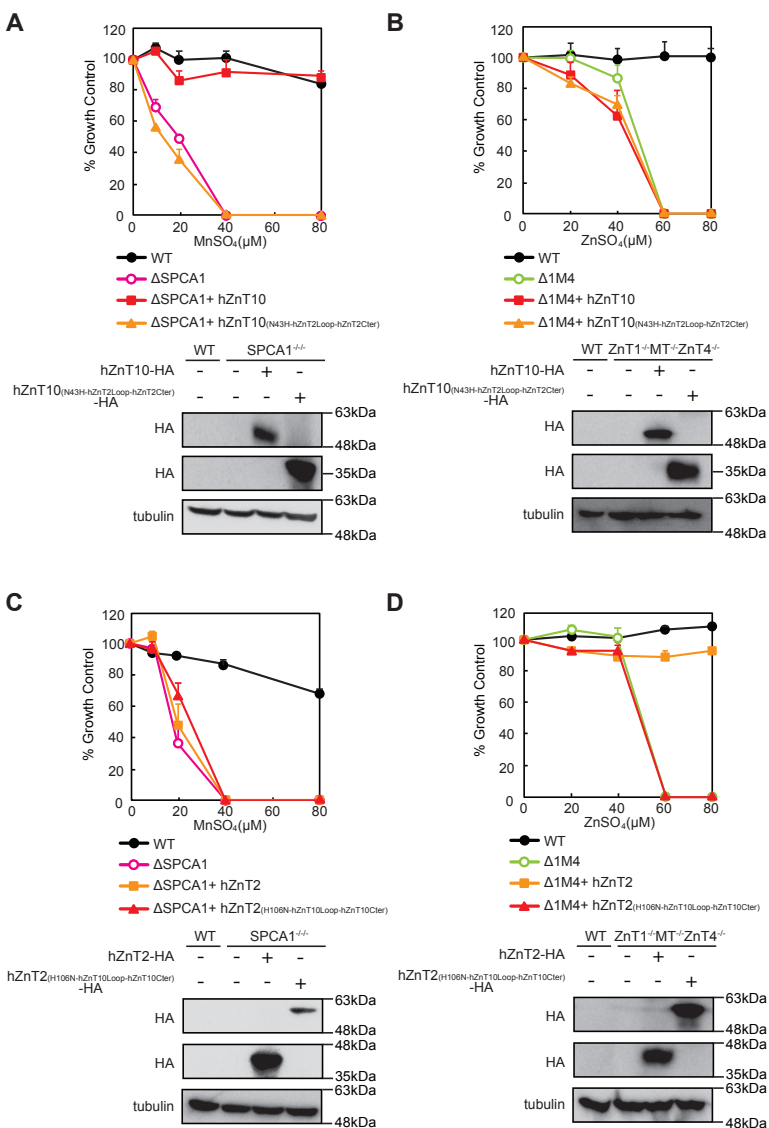 A
120
100
80
60
40
20
0
% Growth Control
0 20 40 60 80
MnSO₄(µM)
WT
ΔSPCA1
ΔSPCA1+ hZnT10
ΔSPCA1+ hZnT10(N43H-hZnT2Loop-hZnT2Cter)
WT SPCA1-/-/-
hZnT10-HA - - + -
hZnT10(N43H-hZnT2Loop-hZnT2Cter)
-HA - - - +
HA
63kDa
48kDa
HA
35kDa
tubulin
63kDa
48kDa
B
120
100
80
60
40
20
0
% Growth Control
0 20 40 60 80
ZnSO₄(µM)
WT
Δ1M4
Δ1M4+ hZnT10
Δ1M4+ hZnT10(N43H-hZnT2Loop-hZnT2Cter)
WT ZnT1-/-MT-/-ZnT4-/-
hZnT10-HA - - + -
hZnT10(N43H-hZnT2Loop-hZnT2Cter)
-HA - - - +
HA
63kDa
48kDa
HA
35kDa
tubulin
63kDa
48kDa
C
120
100
80
60
40
20
0
% Growth Control
0 20 40 60 80
MnSO₄(µM)
WT
ΔSPCA1
ΔSPCA1+ hZnT2
ΔSPCA1+ hZnT2(H106N-hZnT10Loop-hZnT10Cter)
WT SPCA1-/-/-
hZnT2-HA - - + -
hZnT2(H106N-hZnT10Loop-hZnT10Cter)
-HA - - - +
HA
63kDa
48kDa
HA
48kDa
35kDa
tubulin
63kDa
48kDa
D
120
100
80
60
40
20
0
% Growth Control
0 20 40 60 80
ZnSO₄(µM)
WT
Δ1M4
Δ1M4+ hZnT2
Δ1M4+ hZnT2(H106N-hZnT10Loop-hZnT10Cter)
WT ZnT1-/-MT-/-ZnT4-/-
hZnT2-HA - - + -
hZnT2(H106N-hZnT10Loop-hZnT10Cter)
-HA - - - +
HA
63kDa
48kDa
HA
48kDa
35kDa
tubulin
63kDa
48kDa